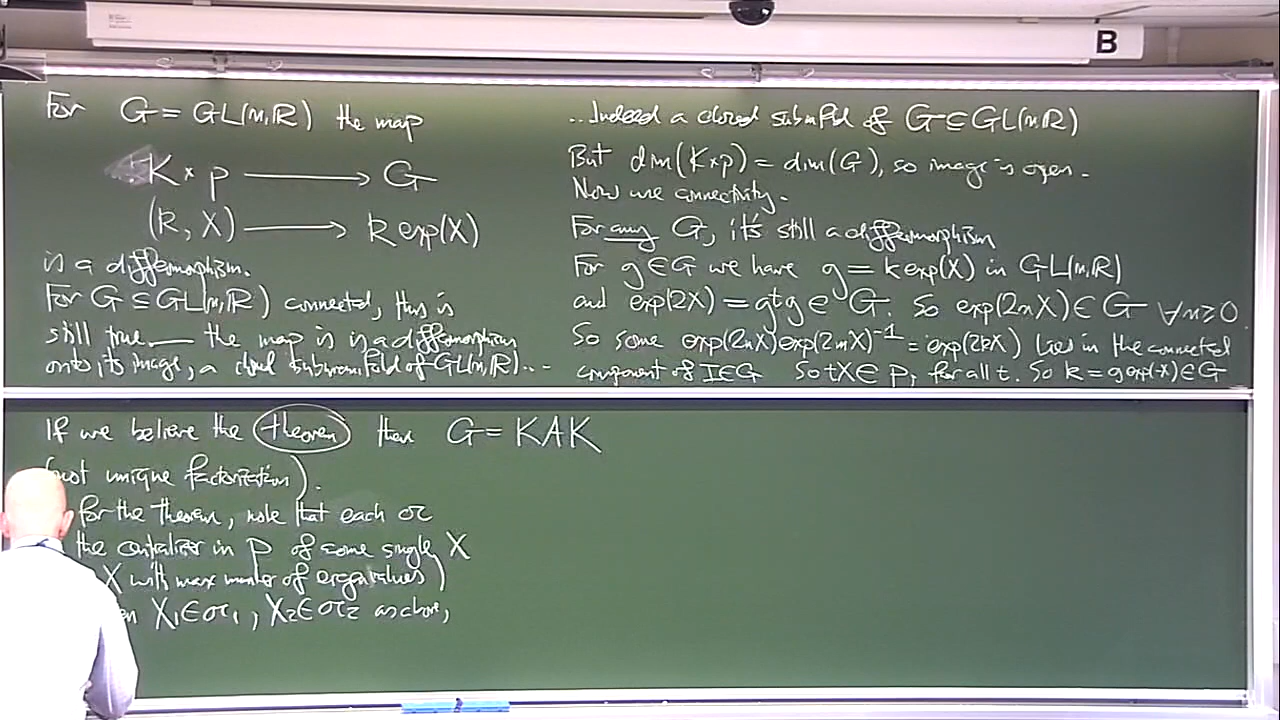 B
For G = GL(n,R) the map
K × p ⟶ G
(k, X) ⟶ k exp(X)
is a diffeomorphism.
For G ⊆ GL(n,R) connected, this is
still true — the map is is a diffeomorphism
onto its image, a closed submanifold of GL(n,R)...
...Indeed a closed submfld of G ⊆ GL(n,R)
But dim(K×p) = dim(G), so image is open.
Now use connectivity.
For any G, it's still a diffeomorphism
For g ∈ G we have g = k exp(X) in GL(n,R)
and exp(2X) = gᵗg ∈ G. So exp(2nX) ∈ G ∀n ≥ 0
So some exp(2nX)exp(2mX)⁻¹ = exp(2pX) lies in the connected
component of I ∈ G So tX ∈ p, for all t. So k = g exp(-X) ∈ G
If we believe the theorem then G = KAK
not unique factorization).
for the theorem, note that each 𝔞
the centralizer in p of some single X
X with max number of eigenvalues)
X₁ ∈ 𝔞₁, X₂ ∈ 𝔞₂ as above,